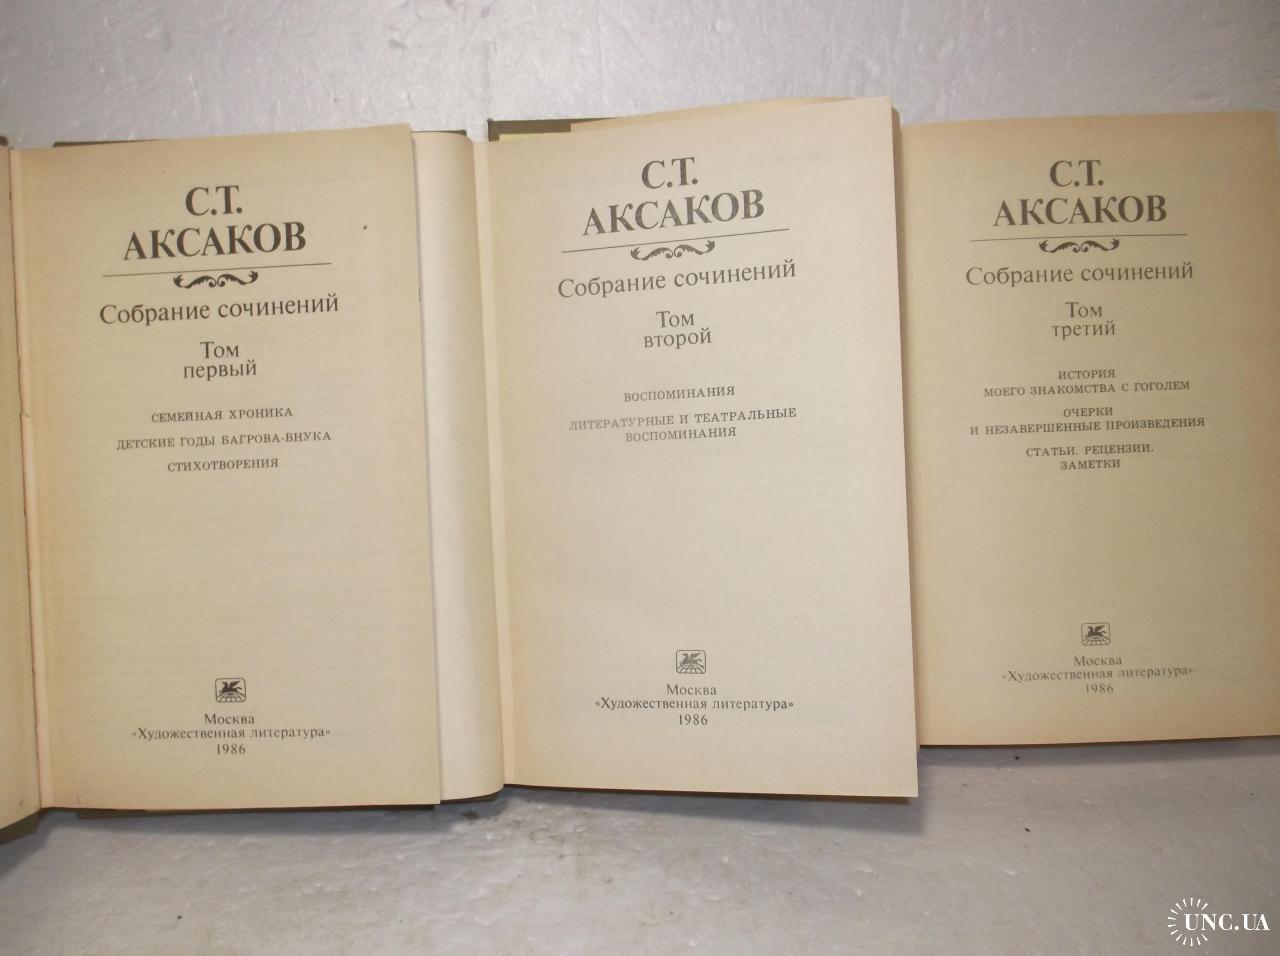 С.Т.
АКСАКОВ
Собрание сочинений
Том
первый
СЕМЕЙНАЯ ХРОНИКА
ДЕТСКИЕ ГОДЫ БАГРОВА-ВНУКА
СТИХОТВОРЕНИЯ
Москва
«Художественная литература»
1986
С.Т.
АКСАКОВ
Собрание сочинений
Том
второй
ВОСПОМИНАНИЯ
ЛИТЕРАТУРНЫЕ И ТЕАТРАЛЬНЫЕ
ВОСПОМИНАНИЯ
Москва
«Художественная литература»
1986
С.Т.
АКСАКОВ
Собрание сочинений
Том
третий
ИСТОРИЯ
МОЕГО ЗНАКОМСТВА С ГОГОЛЕМ
ОЧЕРКИ
И НЕЗАВЕРШЕННЫЕ ПРОИЗВЕДЕНИЯ
СТАТЬИ. РЕЦЕНЗИИ.
ЗАМЕТКИ
Москва
«Художественная литература»
1986
UNC.UA